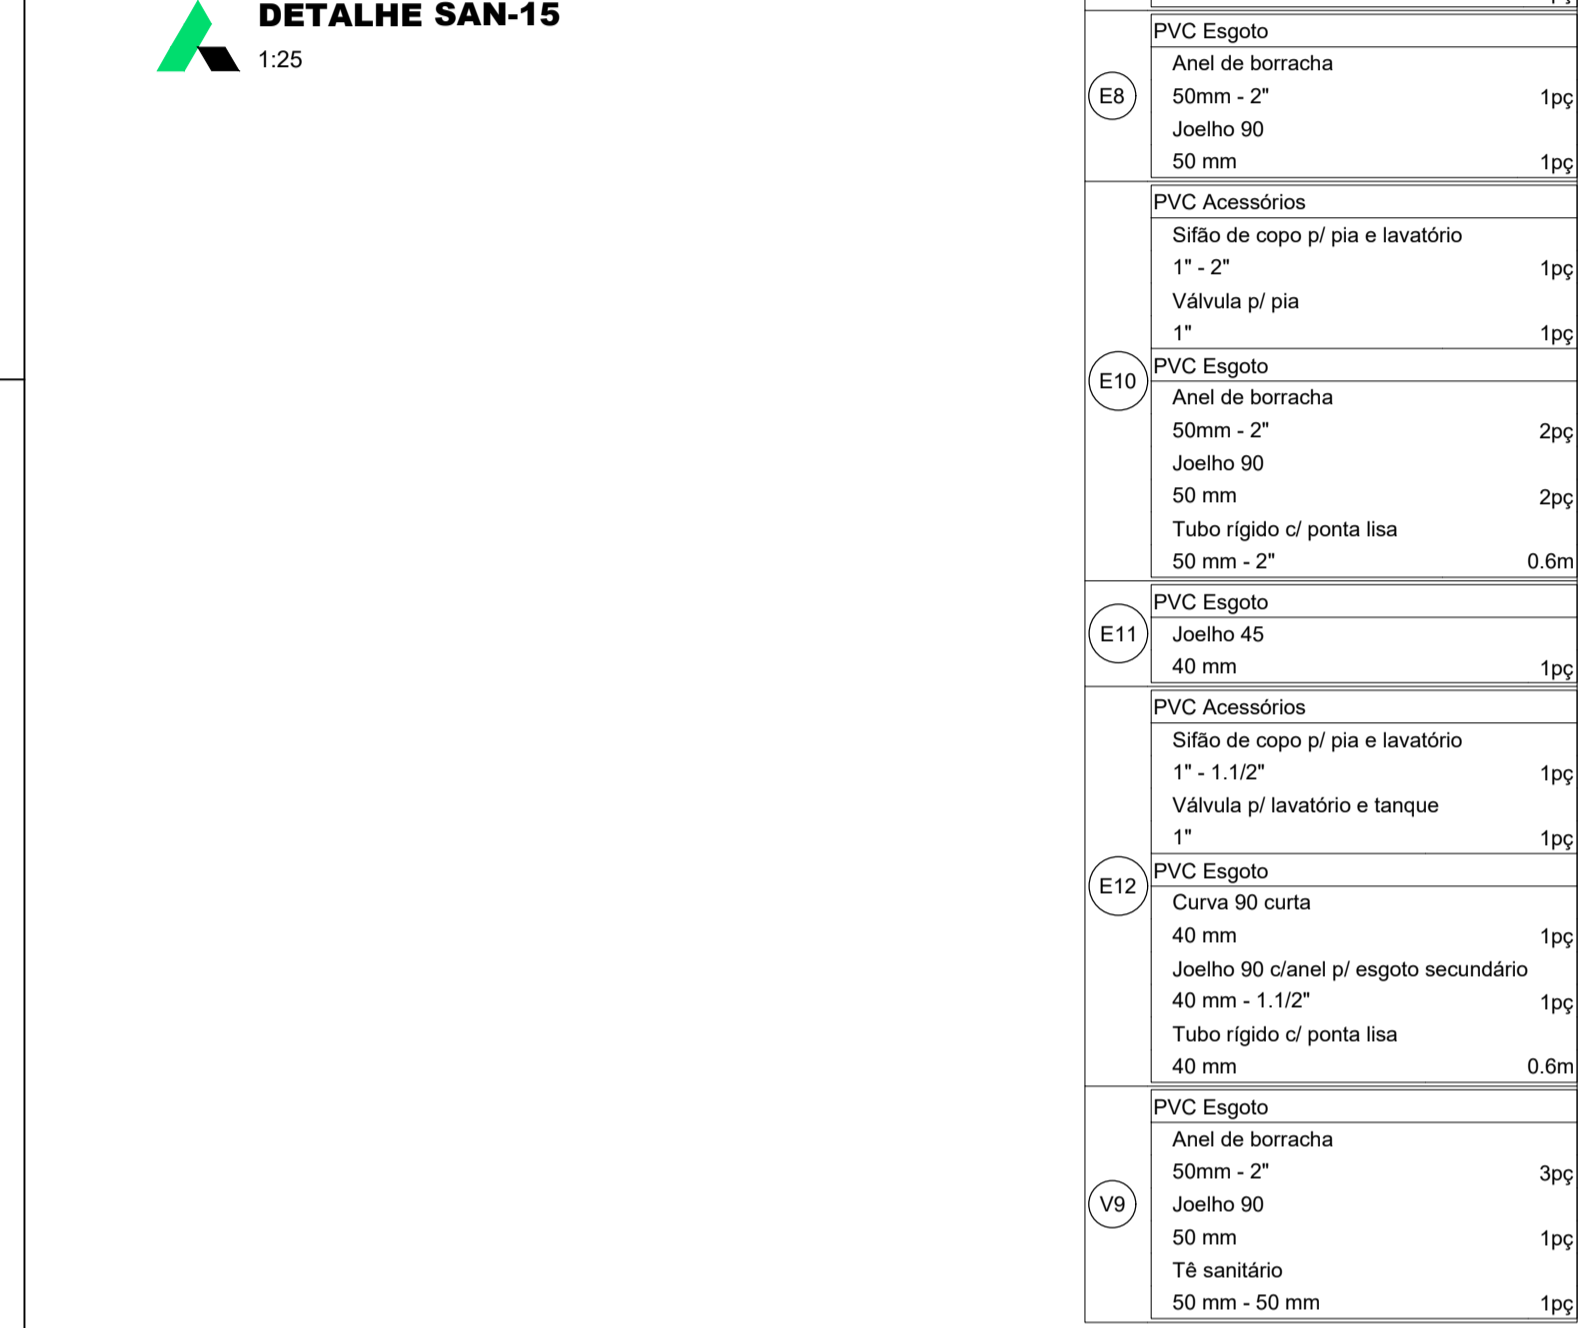 DETALHE SAN-15
1:25
E8
PVC Esgoto
Anel de borracha
50mm - 2" 1pç
Joelho 90
50 mm 1pç
E10
PVC Acessórios
Sifão de copo p/ pia e lavatório
1" - 2" 1pç
Válvula p/ pia
1" 1pç
PVC Esgoto
Anel de borracha
50mm - 2" 2pç
Joelho 90
50 mm 2pç
Tubo rígido c/ ponta lisa
50 mm - 2" 0.6m
E11
PVC Esgoto
Joelho 45
40 mm 1pç
E12
PVC Acessórios
Sifão de copo p/ pia e lavatório
1" - 1.1/2" 1pç
Válvula p/ lavatório e tanque
1" 1pç
PVC Esgoto
Curva 90 curta
40 mm 1pç
Joelho 90 c/anel p/ esgoto secundário
40 mm - 1.1/2" 1pç
Tubo rígido c/ ponta lisa
40 mm 0.6m
V9
PVC Esgoto
Anel de borracha
50mm - 2" 3pç
Joelho 90
50 mm 1pç
Tê sanitário
50 mm - 50 mm 1pç